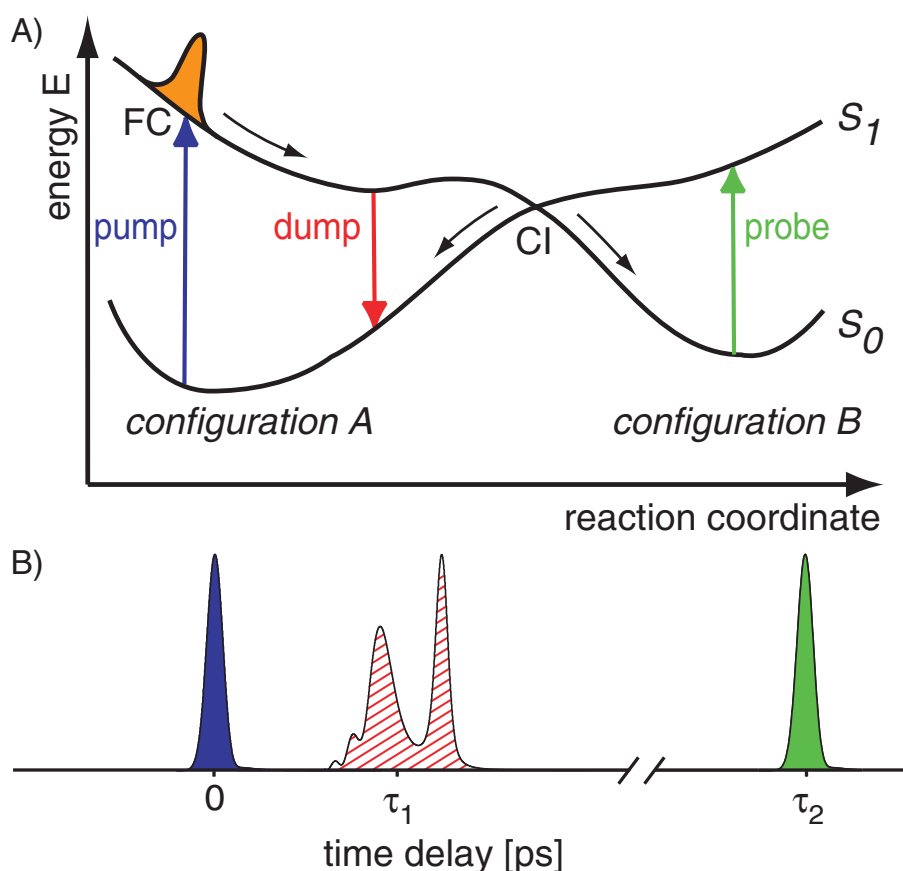 A)
energy E
FC
S1
pump
dump
CI
probe
S0
configuration A
configuration B
reaction coordinate
B)
0
τ1
τ2
time delay [ps]